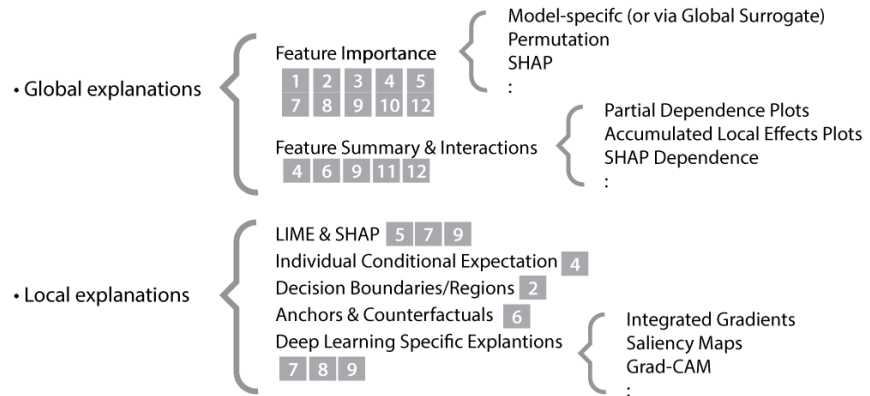 • Global explanations
Feature Importance
1 2 3 4 5
7 8 9 10 12
Model-specifc (or via Global Surrogate)
Permutation
SHAP
:
Feature Summary & Interactions
4 6 9 11 12
Partial Dependence Plots
Accumulated Local Effects Plots
SHAP Dependence
:
• Local explanations
LIME & SHAP 5 7 9
Individual Conditional Expectation 4
Decision Boundaries/Regions 2
Anchors & Counterfactuals 6
Deep Learning Specific Explantions
7 8 9
Integrated Gradients
Saliency Maps
Grad-CAM
: